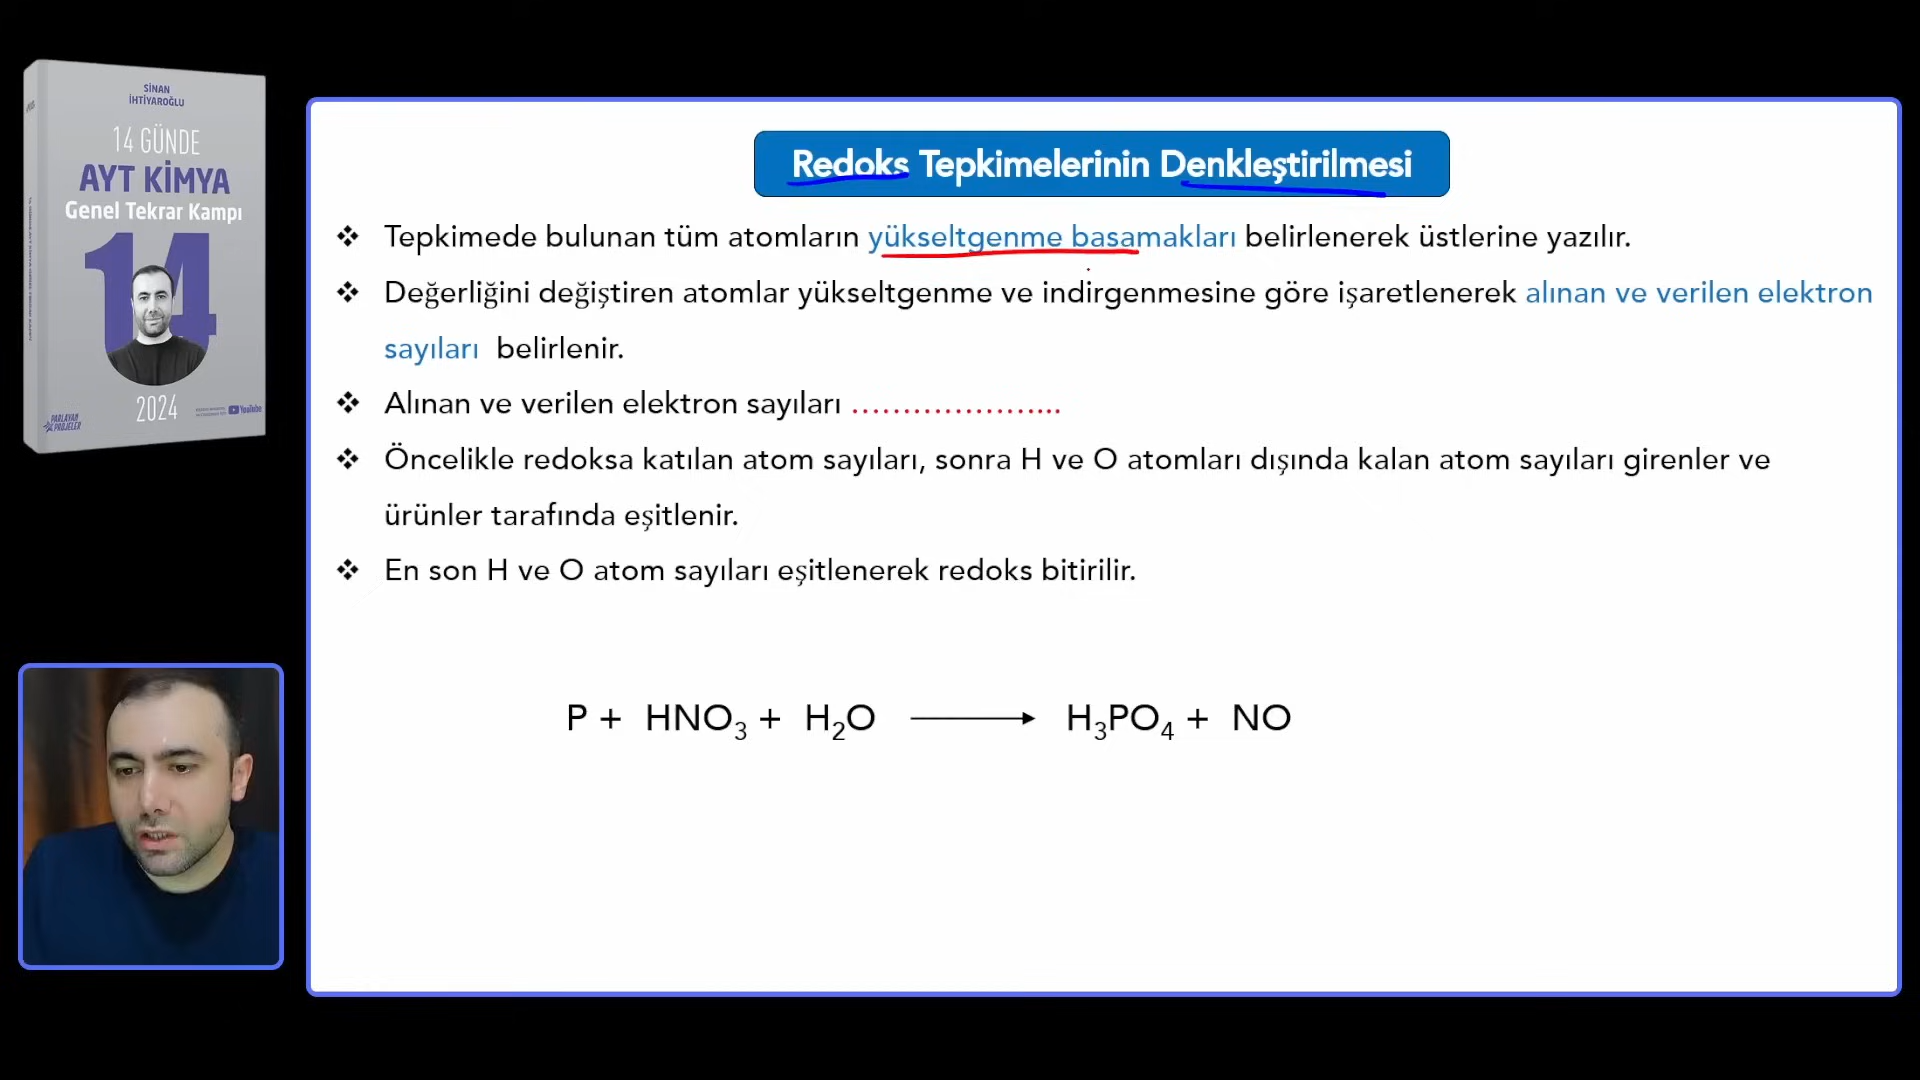 SİNAN
İHTİYAROĞLU
14 GÜNDE
AYT KİMYA
Genel Tekrar Kampı
14
2024
PARLAYAN
PROJELER
YouTube
Redoks Tepkimelerinin Denkleştirilmesi
❖ Tepkimede bulunan tüm atomların yükseltgenme basamakları belirlenerek üstlerine yazılır.
❖ Değerliğini değiştiren atomlar yükseltgenme ve indirgenmesine göre işaretlenerek alınan ve verilen elektron
sayıları belirlenir.
❖ Alınan ve verilen elektron sayıları …………………..
❖ Öncelikle redoksa katılan atom sayıları, sonra H ve O atomları dışında kalan atom sayıları girenler ve
ürünler tarafında eşitlenir.
❖ En son H ve O atom sayıları eşitlenerek redoks bitirilir.
P + HNO₃ + H₂O → H₃PO₄ + NO